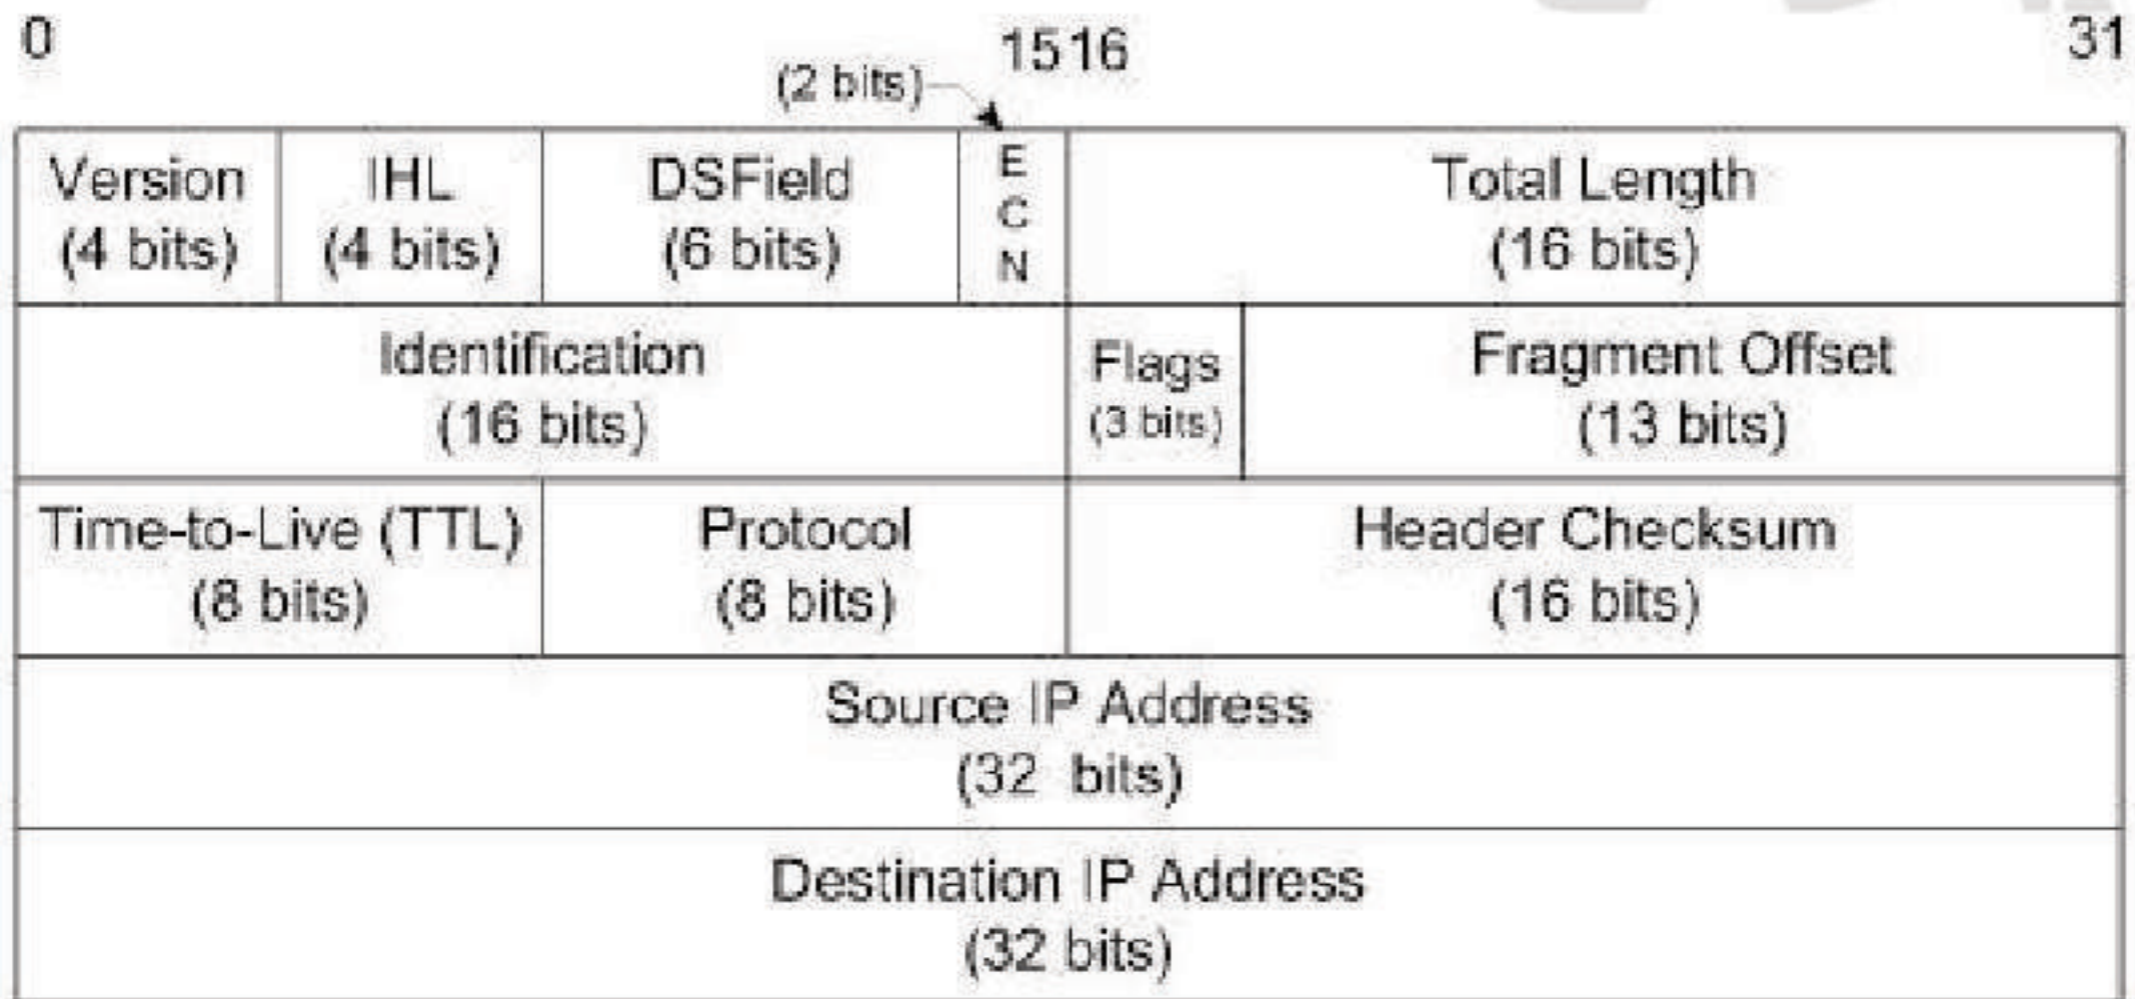 0
1516
31
(2 bits)
Version
(4 bits)
IHL
(4 bits)
DSField
(6 bits)
E
C
N
Total Length
(16 bits)
Identification
(16 bits)
Flags
(3 bits)
Fragment Offset
(13 bits)
Time-to-Live (TTL)
(8 bits)
Protocol
(8 bits)
Header Checksum
(16 bits)
Source IP Address
(32 bits)
Destination IP Address
(32 bits)